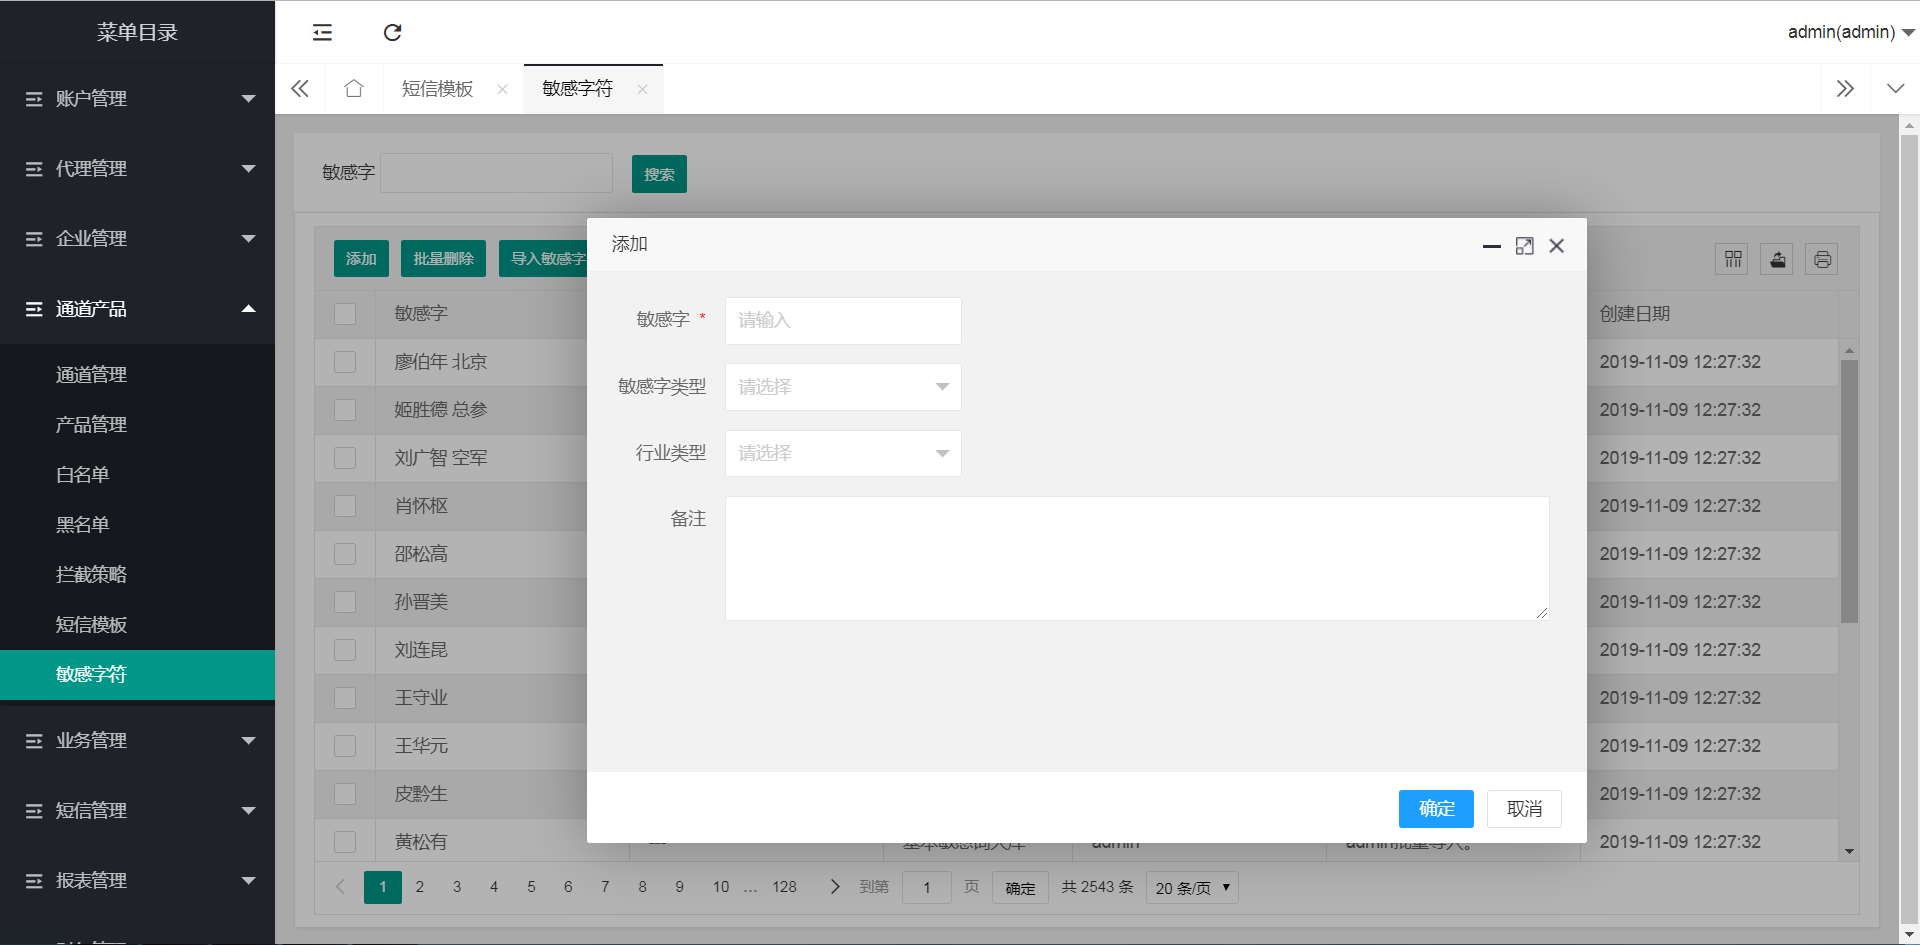 菜单目录
admin(admin)
短信模板
敏感字符
账户管理
代理管理
企业管理
通道产品
通道管理
产品管理
白名单
黑名单
拦截策略
短信模板
敏感字符
业务管理
短信管理
报表管理
敏感字
搜索
添加
批量删除
导入敏感字
敏感字
创建日期
廖伯年 北京
2019-11-09 12:27:32
姬胜德 总参
2019-11-09 12:27:32
刘广智 空军
2019-11-09 12:27:32
肖怀枢
2019-11-09 12:27:32
邵松高
2019-11-09 12:27:32
孙晋美
2019-11-09 12:27:32
刘连昆
2019-11-09 12:27:32
王守业
2019-11-09 12:27:32
王华元
2019-11-09 12:27:32
皮黔生
2019-11-09 12:27:32
黄松有
admin
2019-11-09 12:27:32
添加
敏感字 *
请输入
敏感字类型
请选择
行业类型
请选择
备注
确定
取消
1 2 3 4 5 6 7 8 9 10 … 128
到第 1 页 确定 共 2543 条 20 条/页